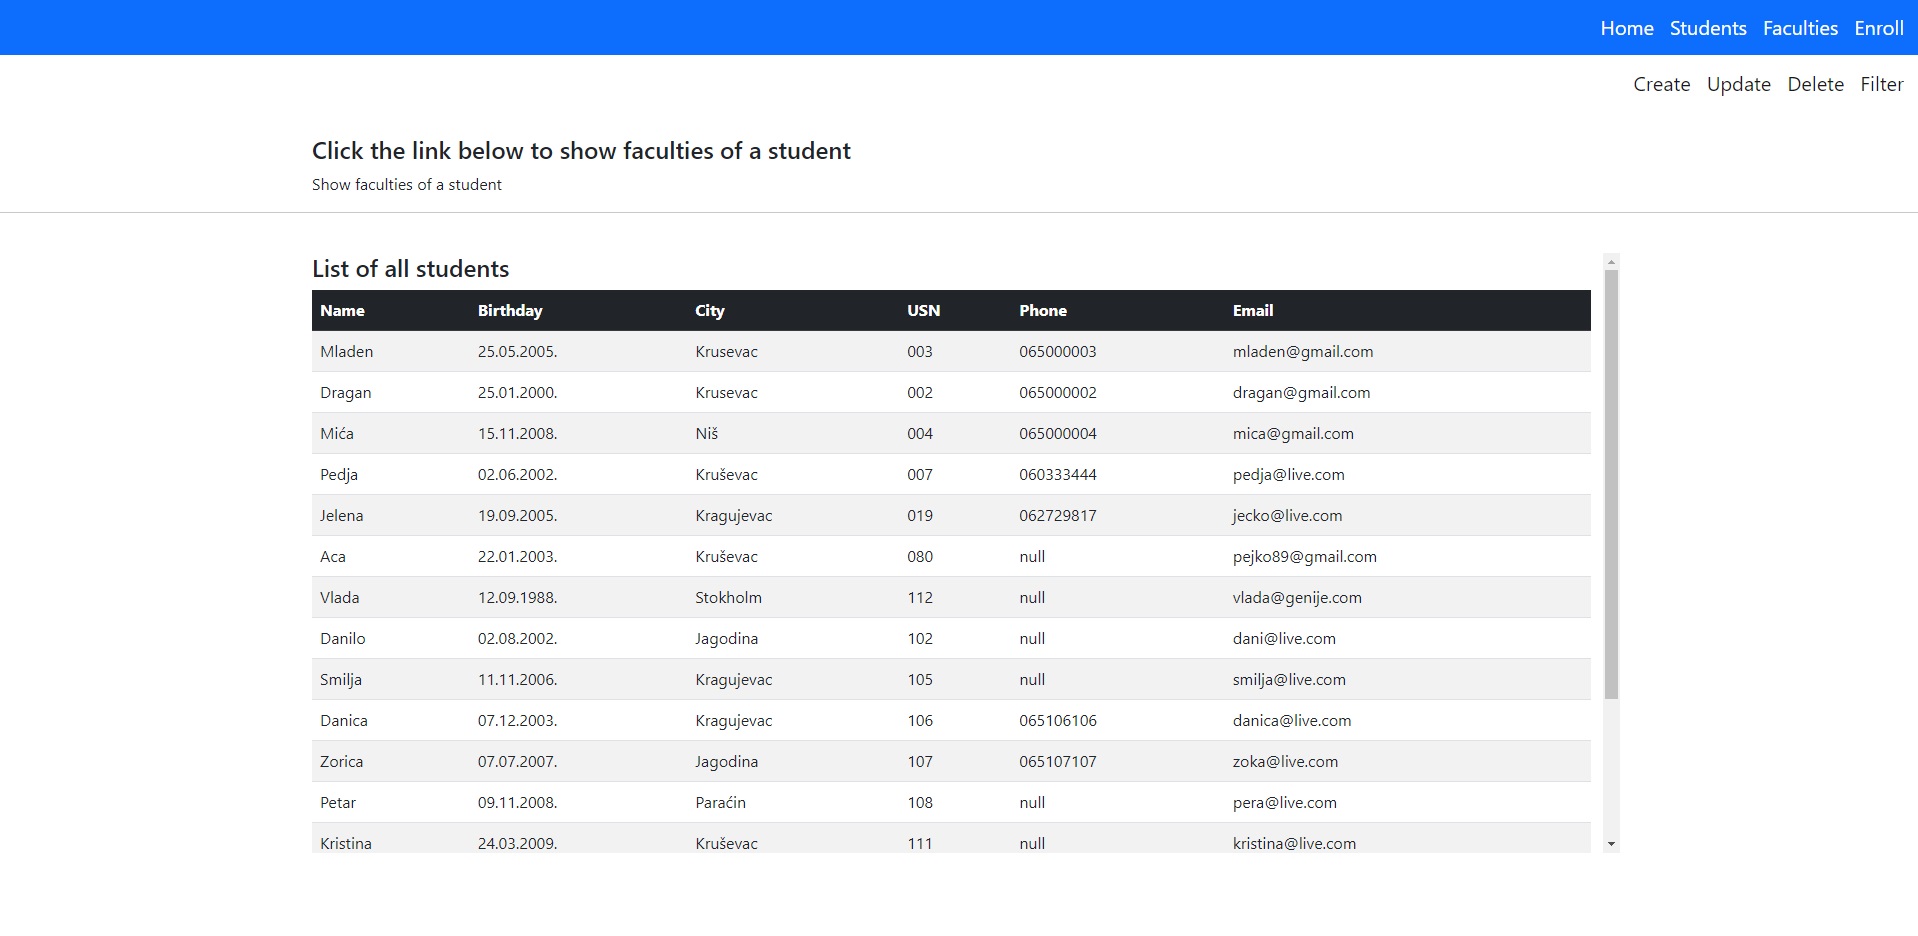 Home Students Faculties Enroll
Create Update Delete Filter
Click the link below to show faculties of a student
Show faculties of a student
List of all students
Name Birthday City USN Phone Email
Mladen 25.05.2005. Krusevac 003 065000003 mladen@gmail.com
Dragan 25.01.2000. Krusevac 002 065000002 dragan@gmail.com
Mića 15.11.2008. Niš 004 065000004 mica@gmail.com
Pedja 02.06.2002. Kruševac 007 060333444 pedja@live.com
Jelena 19.09.2005. Kragujevac 019 062729817 jecko@live.com
Aca 22.01.2003. Kruševac 080 null pejko89@gmail.com
Vlada 12.09.1988. Stokholm 112 null vlada@genije.com
Danilo 02.08.2002. Jagodina 102 null dani@live.com
Smilja 11.11.2006. Kragujevac 105 null smilja@live.com
Danica 07.12.2003. Kragujevac 106 065106106 danica@live.com
Zorica 07.07.2007. Jagodina 107 065107107 zoka@live.com
Petar 09.11.2008. Paraćin 108 null pera@live.com
Kristina 24.03.2009. Kruševac 111 null kristina@live.com